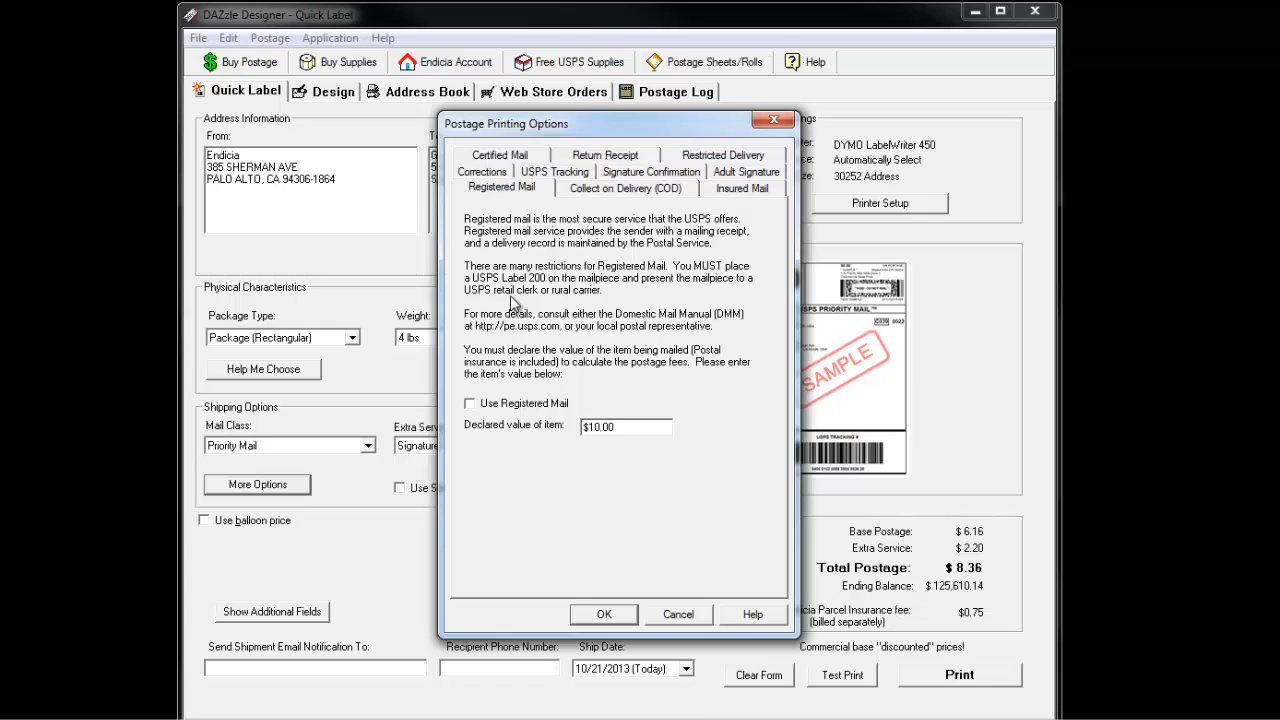 DAZzle Designer - Quick Label
File Edit Postage Application Help
Buy Postage Buy Supplies Endicia Account Free USPS Supplies Postage Sheets/Rolls Help
Quick Label Design Address Book Web Store Orders Postage Log
Address Information
From:
Endicia
385 SHERMAN AVE
PALO ALTO, CA 94306-1864
Physical Characteristics
Package Type: Weight:
Package (Rectangular) 4 lbs
Help Me Choose
Shipping Options
Mail Class:
Priority Mail
More Options
Use balloon price
Show Additional Fields
Send Shipment Email Notification To: Recipient Phone Number: Ship Date:
10/21/2013 (Today)
Postage Printing Options
Certified Mail Return Receipt Restricted Delivery
Corrections USPS Tracking Signature Confirmation Adult Signature
Registered Mail Collect on Delivery (COD) Insured Mail
Registered mail is the most secure service that the USPS offers.
Registered mail service provides the sender with a mailing receipt,
and a delivery record is maintained by the Postal Service.
There are many restrictions for Registered Mail. You MUST place
a USPS Label 200 on the mailpiece and present the mailpiece to a
USPS retail clerk or rural carrier.
For more details, consult either the Domestic Mail Manual (DMM)
at http://pe.usps.com, or your local postal representative.
You must declare the value of the item being mailed (Postal
insurance is included) to calculate the postage fees. Please enter
the item's value below:
Use Registered Mail
Declared value of item: $10.00
OK Cancel Help
DYMO LabelWriter 450
Automatically Select
30252 Address
Printer Setup
USPS PRIORITY MAIL™
0022
SAMPLE
USPS TRACKING #
Base Postage: $ 6.16
Extra Service: $ 2.20
Total Postage: $ 8.36
Ending Balance: $ 125,610.14
cia Parcel Insurance fee: $0.75
(billed separately)
Commercial base "discounted" prices!
Clear Form Test Print Print